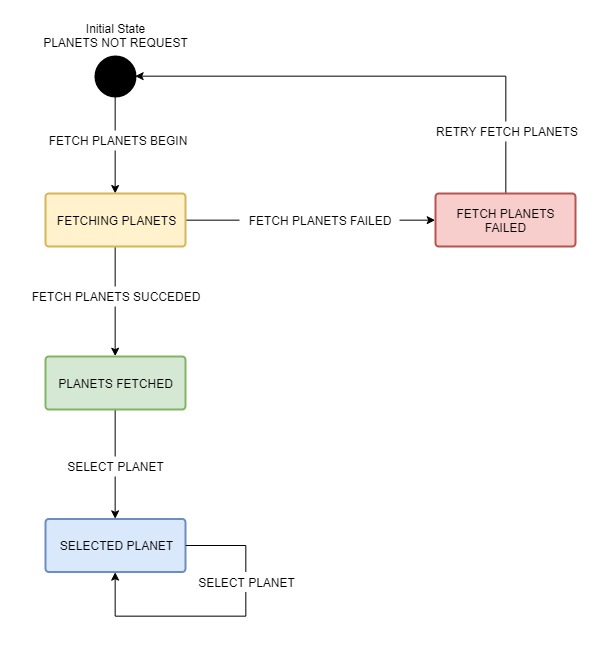 Initial State
PLANETS NOT REQUEST
RETRY FETCH PLANETS
FETCH PLANETS BEGIN
FETCHING PLANETS
FETCH PLANETS FAILED
FETCH PLANETS
FAILED
FETCH PLANETS SUCCEDED
PLANETS FETCHED
SELECT PLANET
SELECTED PLANET
SELECT PLANET